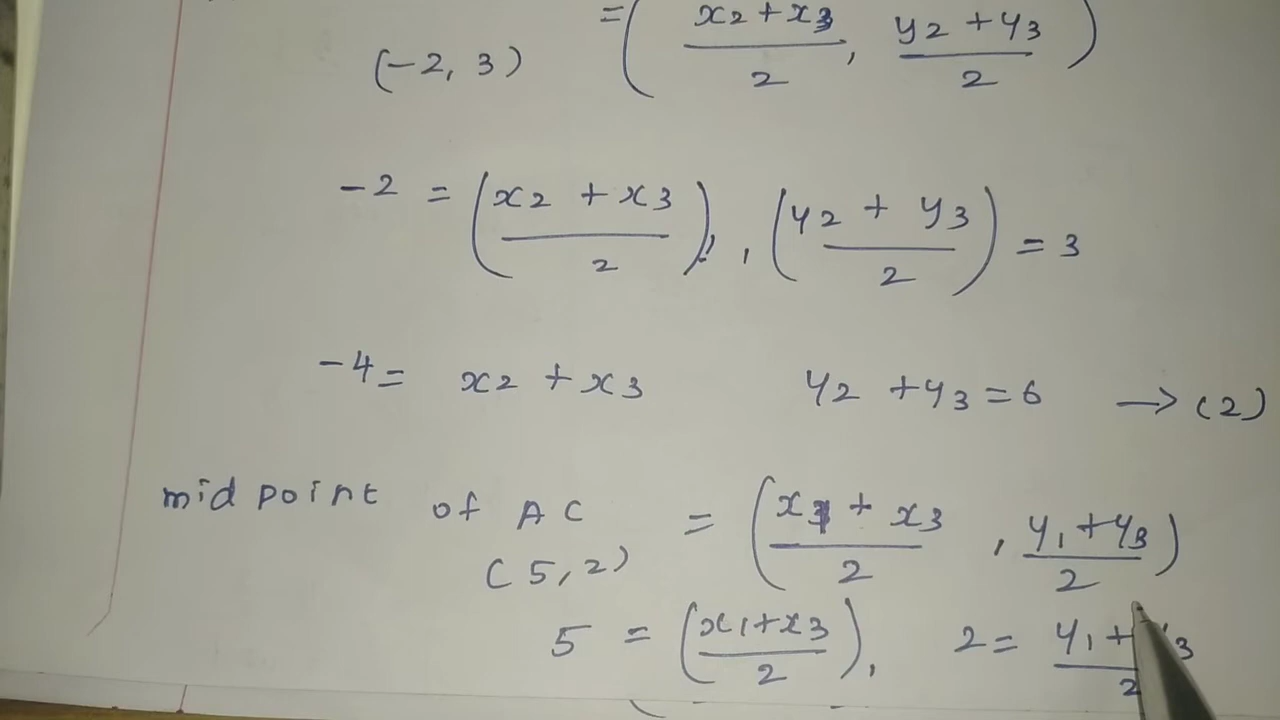 = ( x2 + x3 / 2 , y2 + y3 / 2 )
(-2, 3)
-2 = ( x2 + x3 / 2 ), , ( y2 + y3 / 2 ) = 3
-4 = x2 + x3 y2 + y3 = 6 → (2)
mid point of AC = ( x1 + x3 / 2 , y1 + y3 / 2 )
(5, 2)
5 = ( x1 + x3 / 2 ), 2 = y1 + y3 / 2